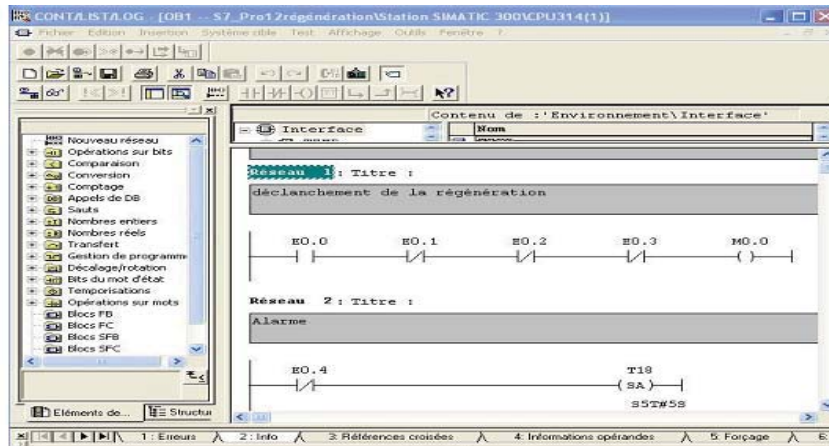 CONT/LIST/LOG - [OB1 -- S7_Pro12régénération\Station SIMATIC 300\CPU314(1)]
Fichier Edition Insertion Système cible Test Affichage Outils Fenêtre ?
Contenu de :'Environnement\Interface'
Interface
Nom
Nouveau réseau
Opérations sur bits
Comparaison
Conversion
Comptage
Appels de DB
Sauts
Nombres entiers
Nombres réels
Transfert
Gestion de programm
Décalage/rotation
Bits du mot d'état
Temporisations
Opérations sur mots
Blocs FB
Blocs FC
Blocs SFB
Blocs SFC
Eléments de...
Structur
Réseau 1: Titre :
déclanchement de la régénération
E0.0 E0.1 E0.2 E0.3 M0.0
Réseau 2: Titre :
Alarme
E0.4 T18
SA
S5T#5S
1: Erreurs 2: Info 3: Références croisées 4: Informations opérandes 5: Forçage